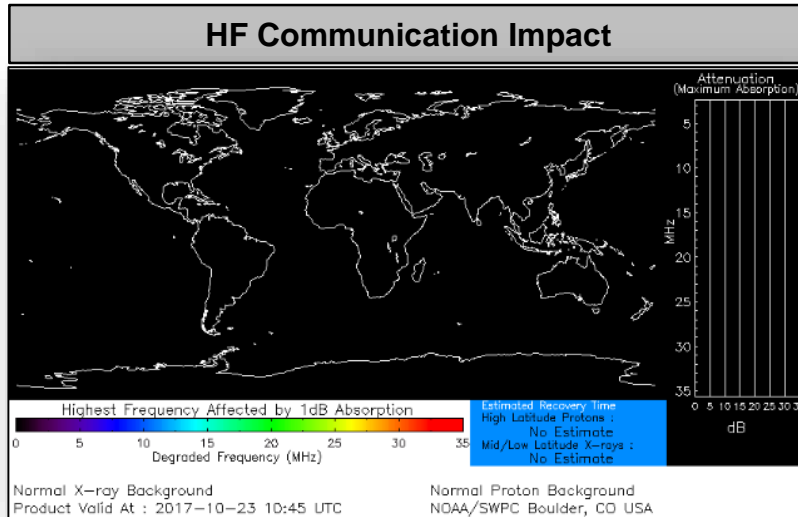 HF Communication Impact
Attenuation
(Maximum Absorption)
5
10
15
20
25
30
35
MHz
0 5 10 15 20 25 30
dB
Highest Frequency Affected by 1dB Absorption
0 5 10 15 20 25 30 35
Degraded Frequency (MHz)
Estimated Recovery Time
High Latitude Protons :
No Estimate
Mid/Low Latitude X-rays :
No Estimate
Normal X-ray Background
Product Valid At : 2017-10-23 10:45 UTC
Normal Proton Background
NOAA/SWPC Boulder, CO USA